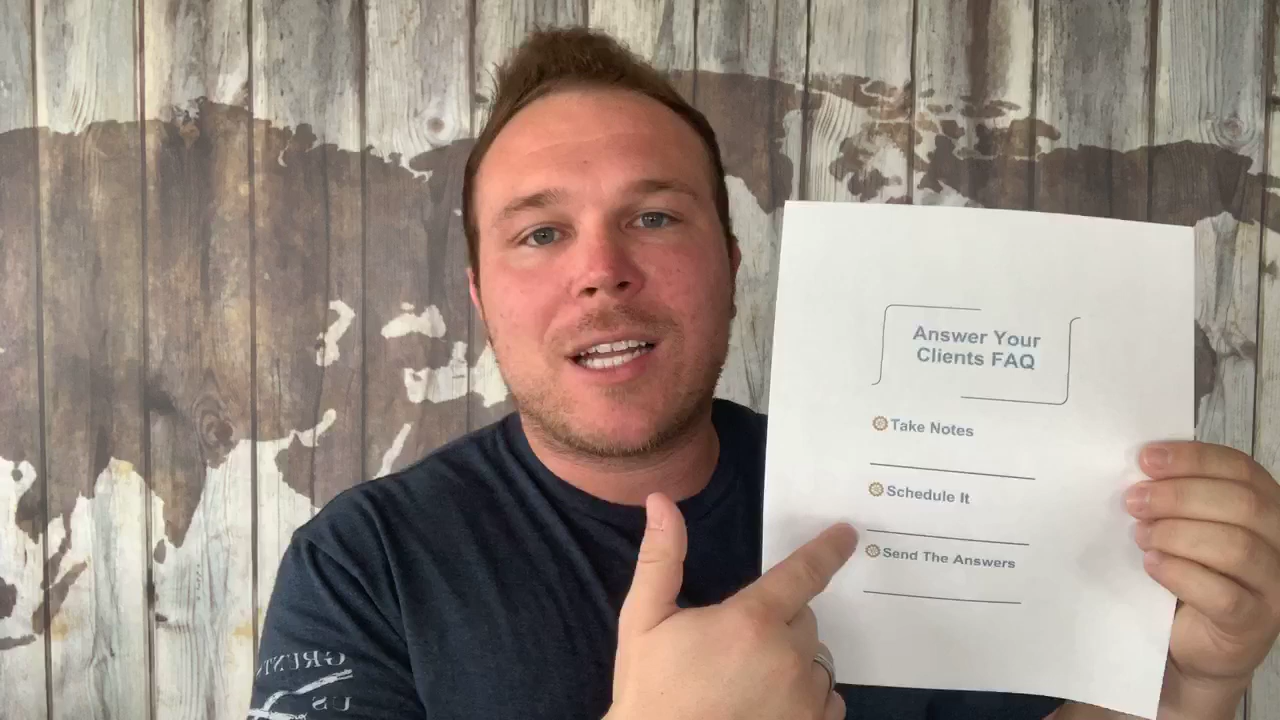 Answer Your
Clients FAQ
Take Notes
Schedule It
Send The Answers